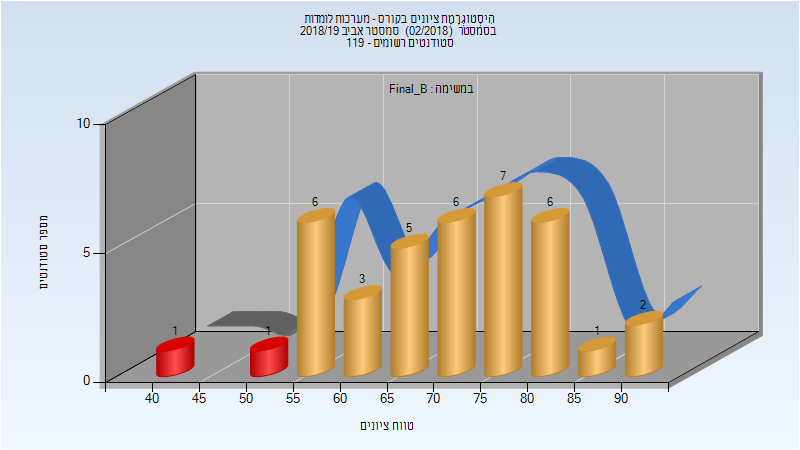 היסטוגרמת ציונים בקורס - מערכות לומדות
בסמסטר (02/2018) סמסטר אביב 2018/19
סטודנטים רשומים - 119
במשימה : Final_B
מספר סטודנטים
10
5
0
1
1
6
3
5
6
7
6
1
2
40 45 50 55 60 65 70 75 80 85 90
טווח ציונים